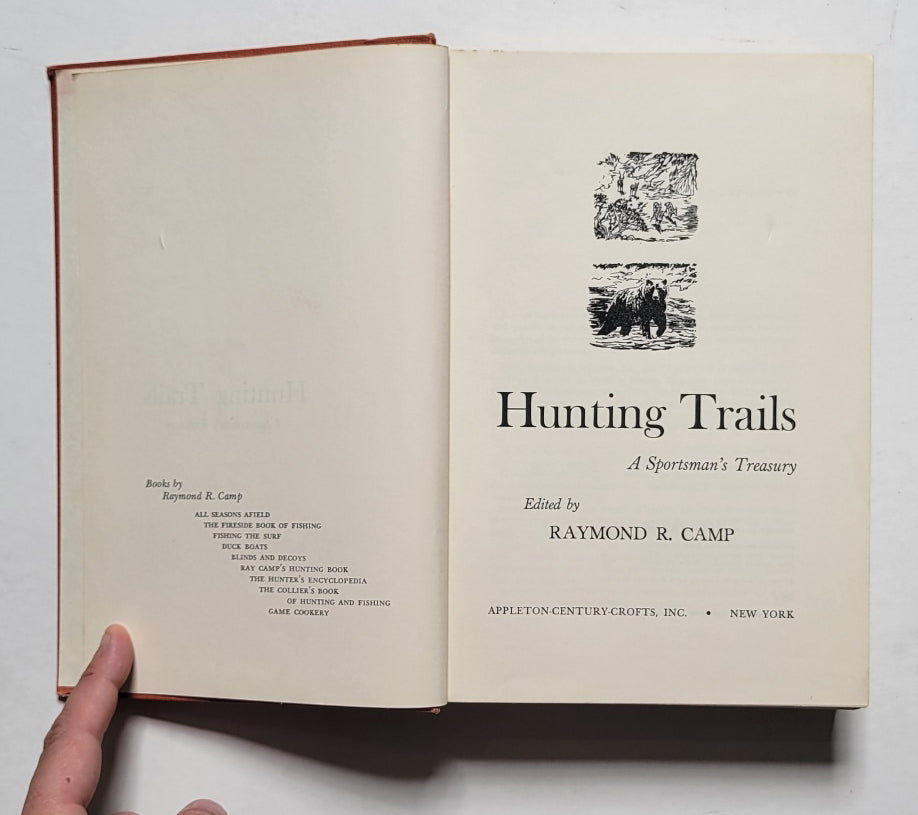 Books by
Raymond R. Camp
ALL SEASONS AFIELD
THE FIRESIDE BOOK OF FISHING
FISHING THE SURF
DUCK BOATS
BLINDS AND DECOYS
RAY CAMP'S HUNTING BOOK
THE HUNTER'S ENCYCLOPEDIA
THE COLLIER'S BOOK
OF HUNTING AND FISHING
GAME COOKERY
Hunting Trails
A Sportsman's Treasury
Edited by
RAYMOND R. CAMP
APPLETON-CENTURY-CROFTS, INC. • NEW YORK